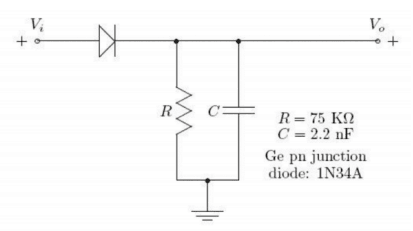 V_i
V_o
+
+
R
C
R = 75 KΩ
C = 2.2 nF
Ge pn junction
diode: 1N34A